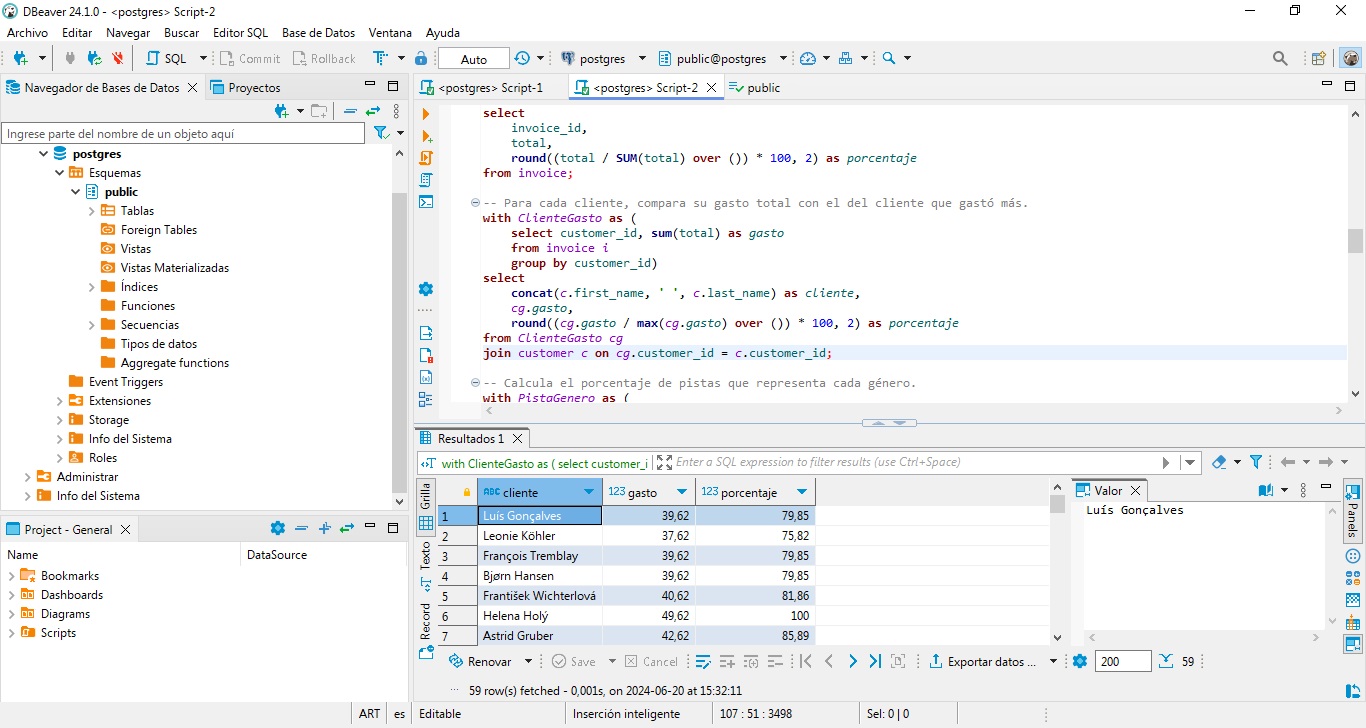 DBeaver 24.1.0 - <postgres> Script-2
Archivo Editar Navegar Buscar Editor SQL Base de Datos Ventana Ayuda
SQL Commit Rollback Auto postgres public@postgres
Navegador de Bases de Datos Proyectos
Ingrese parte del nombre de un objeto aquí
postgres
Esquemas
public
Tablas
Foreign Tables
Vistas
Vistas Materializadas
Índices
Funciones
Secuencias
Tipos de datos
Aggregate functions
Event Triggers
Extensiones
Storage
Info del Sistema
Roles
Administrar
Info del Sistema
Project - General
Name DataSource
Bookmarks
Dashboards
Diagrams
Scripts
<postgres> Script-1 <postgres> Script-2 public
select
invoice_id,
total,
round((total / SUM(total) over ()) * 100, 2) as porcentaje
from invoice;
-- Para cada cliente, compara su gasto total con el del cliente que gastó más.
with ClienteGasto as (
select customer_id, sum(total) as gasto
from invoice i
group by customer_id)
select
concat(c.first_name, ' ', c.last_name) as cliente,
cg.gasto,
round((cg.gasto / max(cg.gasto) over ()) * 100, 2) as porcentaje
from ClienteGasto cg
join customer c on cg.customer_id = c.customer_id;
-- Calcula el porcentaje de pistas que representa cada género.
with PistaGenero as (
Resultados 1
with ClienteGasto as ( select customer_i Enter a SQL expression to filter results (use Ctrl+Space)
Grilla
Texto
Record
ABC cliente 123 gasto 123 porcentaje
1 Luís Gonçalves 39,62 79,85
2 Leonie Köhler 37,62 75,82
3 François Tremblay 39,62 79,85
4 Bjørn Hansen 39,62 79,85
5 František Wichterlová 40,62 81,86
6 Helena Holý 49,62 100
7 Astrid Gruber 42,62 85,89
Valor
Luís Gonçalves
Panels
Renovar Save Cancel Exportar datos ... 200 59
59 row(s) fetched - 0,001s, on 2024-06-20 at 15:32:11
ART es Editable Inserción inteligente 107 : 51 : 3498 Sel: 0 | 0